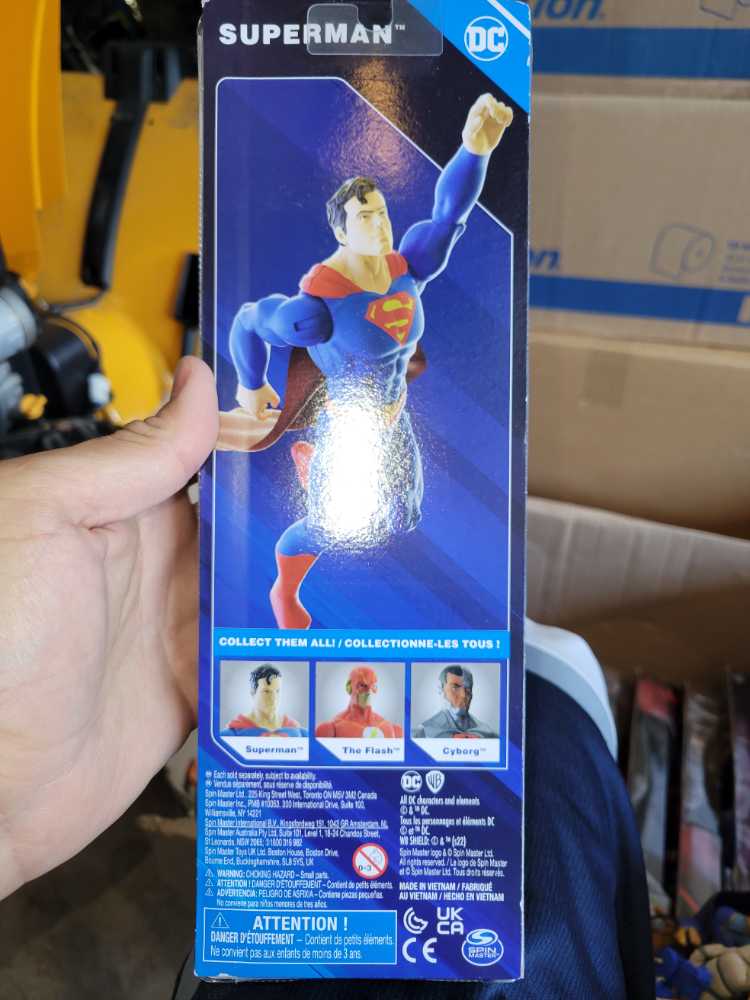 SUPERMAN™
DC
ion.
n.
COLLECT THEM ALL! / COLLECTIONNE-LES TOUS !
Superman™
The Flash™
Cyborg™
Each sold separately, subject to availability.
Vendus séparément, sous réserve de disponibilité.
Spin Master Ltd., 225 King Street West, Toronto ON M5V 3M2 Canada
Spin Master Inc., PMB #10053, 300 International Drive, Suite 100,
Williamsville, NY 14221
Spin Master International B.V., Kingsfordweg 151, 1043 GR Amsterdam, NL
Spin Master Australia Pty Ltd, Suite 101, Level 1, 18-24 Chandos Street,
St Leonards, NSW 2065;
Spin Master Toys UK Ltd, Boston House, Boston Drive,
Bourne End, Buckinghamshire, SL8 5YS, UK
0-3
WARNING: CHOKING HAZARD – Small parts.
ATTENTION ! DANGER D'ÉTOUFFEMENT – Contient de petits éléments.
ADVERTENCIA: PELIGRO DE ASFIXIA – Contiene piezas pequeñas.
No conviene para niños menores de tres años.
ATTENTION !
DANGER D'ÉTOUFFEMENT – Contient de petits éléments.
Ne convient pas aux enfants de moins de 3 ans.
DC WB
All DC characters and elements
© & ™ DC.
Tous les personnages et éléments DC
© et ™ DC.
WB SHIELD: © & ™ (s22)
Spin Master logo & © Spin Master Ltd.
All rights reserved. / Le logo de Spin Master
et © Spin Master Ltd. Tous droits réservés.
MADE IN VIETNAM / FABRIQUÉ
AU VIETNAM / HECHO EN VIETNAM
UK
CA
CE
SPIN
MASTER™